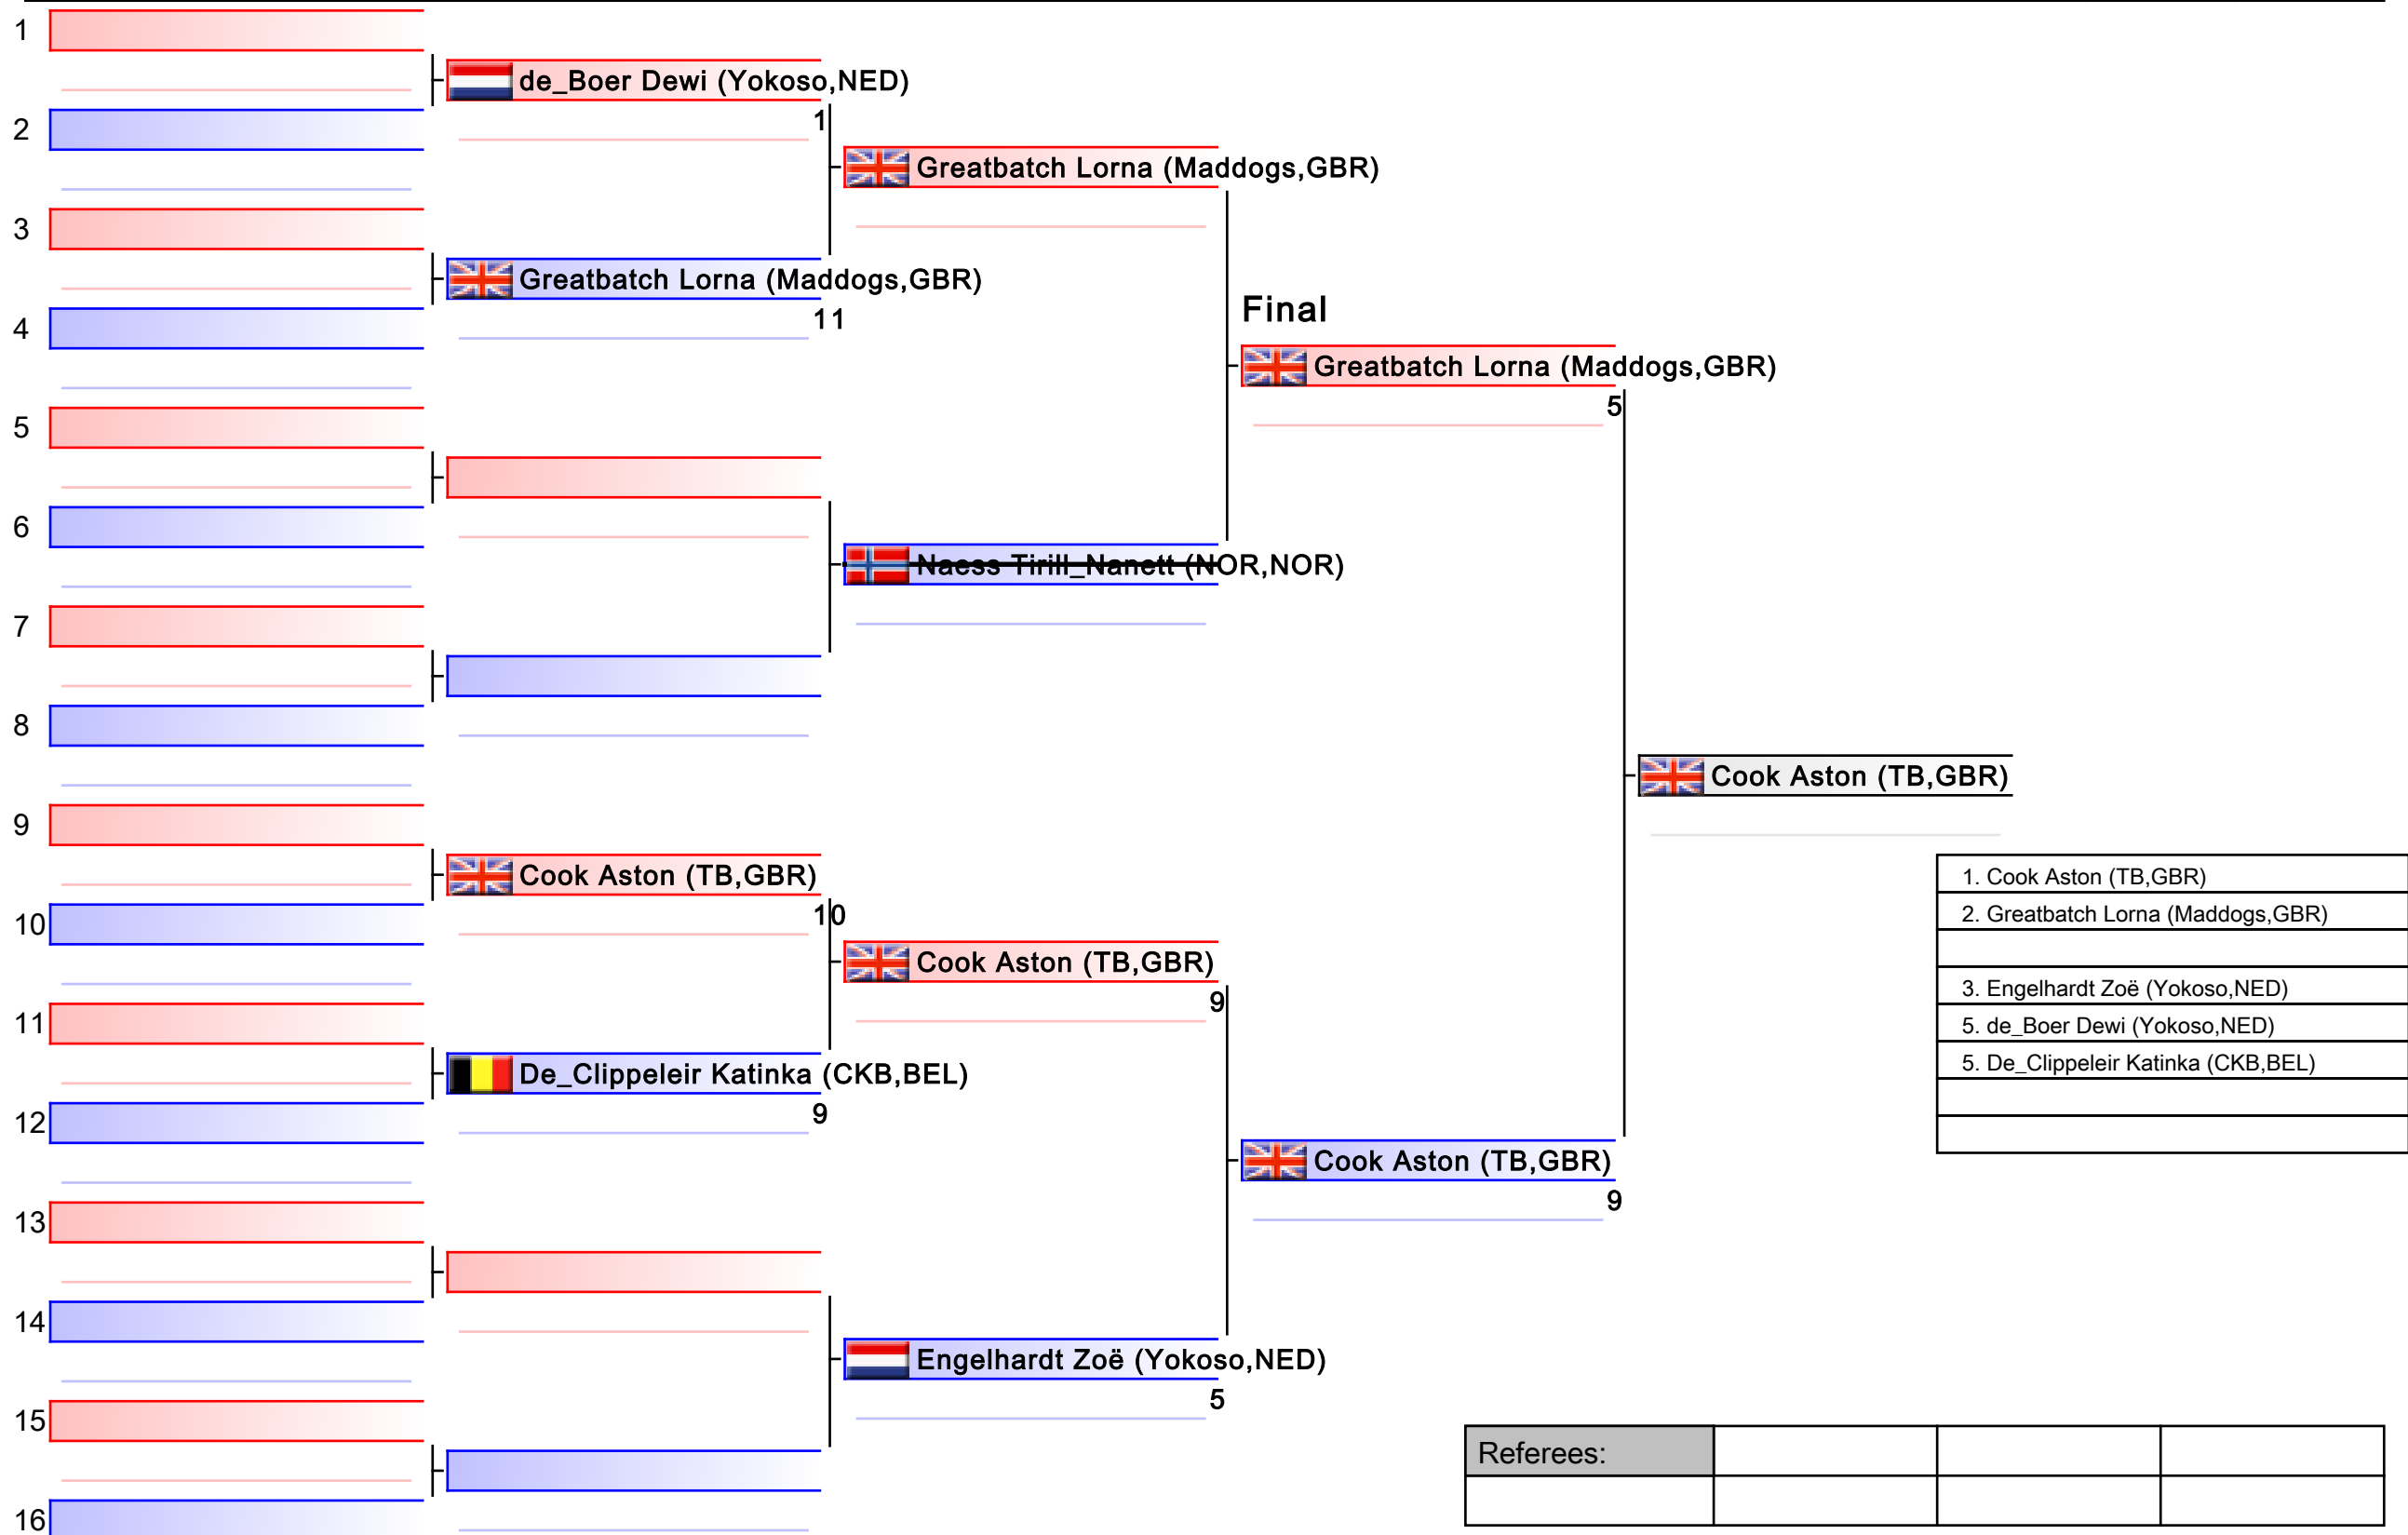 1
de_Boer Dewi (Yokoso,NED)
1
2
Greatbatch Lorna (Maddogs,GBR)
3
Greatbatch Lorna (Maddogs,GBR)
11
4
Final
Greatbatch Lorna (Maddogs,GBR)
5
5
6
Naess Tirill_Nanett (NOR,NOR)
7
8
Cook Aston (TB,GBR)
9
Cook Aston (TB,GBR)
10
10
Cook Aston (TB,GBR)
9
11
De_Clippeleir Katinka (CKB,BEL)
9
12
Cook Aston (TB,GBR)
9
13
14
Engelhardt Zoë (Yokoso,NED)
5
15
16
1. Cook Aston (TB,GBR)
2. Greatbatch Lorna (Maddogs,GBR)
3. Engelhardt Zoë (Yokoso,NED)
5. de_Boer Dewi (Yokoso,NED)
5. De_Clippeleir Katinka (CKB,BEL)
Referees: